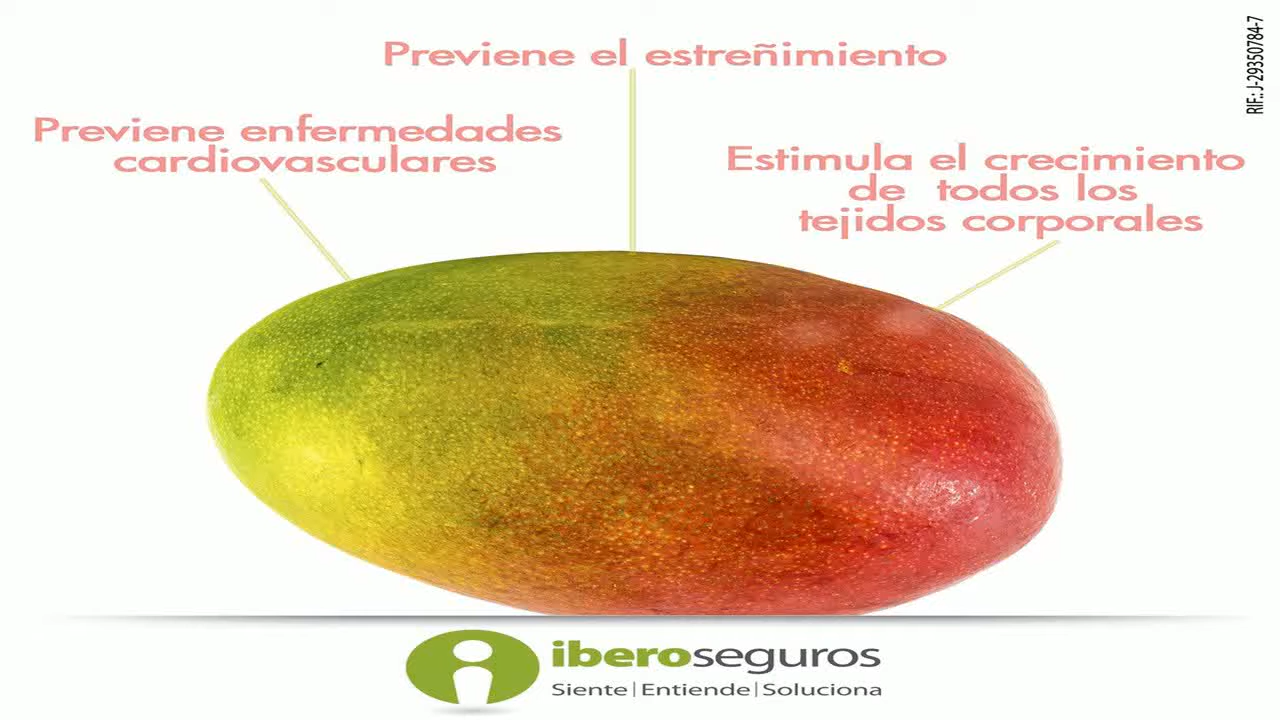 Previene el estreñimiento
Previene enfermedades
cardiovasculares
Estimula el crecimiento
de todos los
tejidos corporales
RIF.: J-29350784-7
iberoseguros
Siente|Entiende|Soluciona